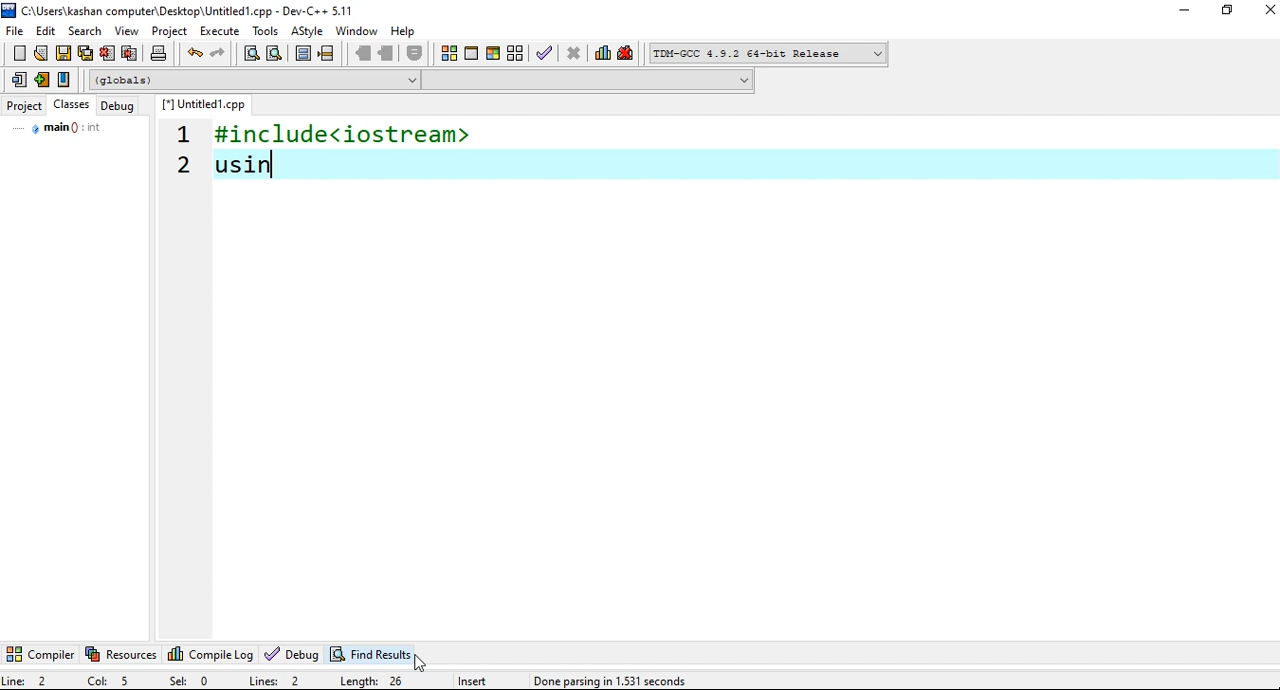 C:\Users\kashan computer\Desktop\Untitled1.cpp - Dev-C++ 5.11
File Edit Search View Project Execute Tools AStyle Window Help
TDM-GCC 4.9.2 64-bit Release
(globals)
Project Classes Debug [*] Untitled1.cpp
main () : int
1 #include<iostream>
2 usin
Compiler Resources Compile Log Debug Find Results
Line: 2 Col: 5 Sel: 0 Lines: 2 Length: 26 Insert Done parsing in 1.531 seconds